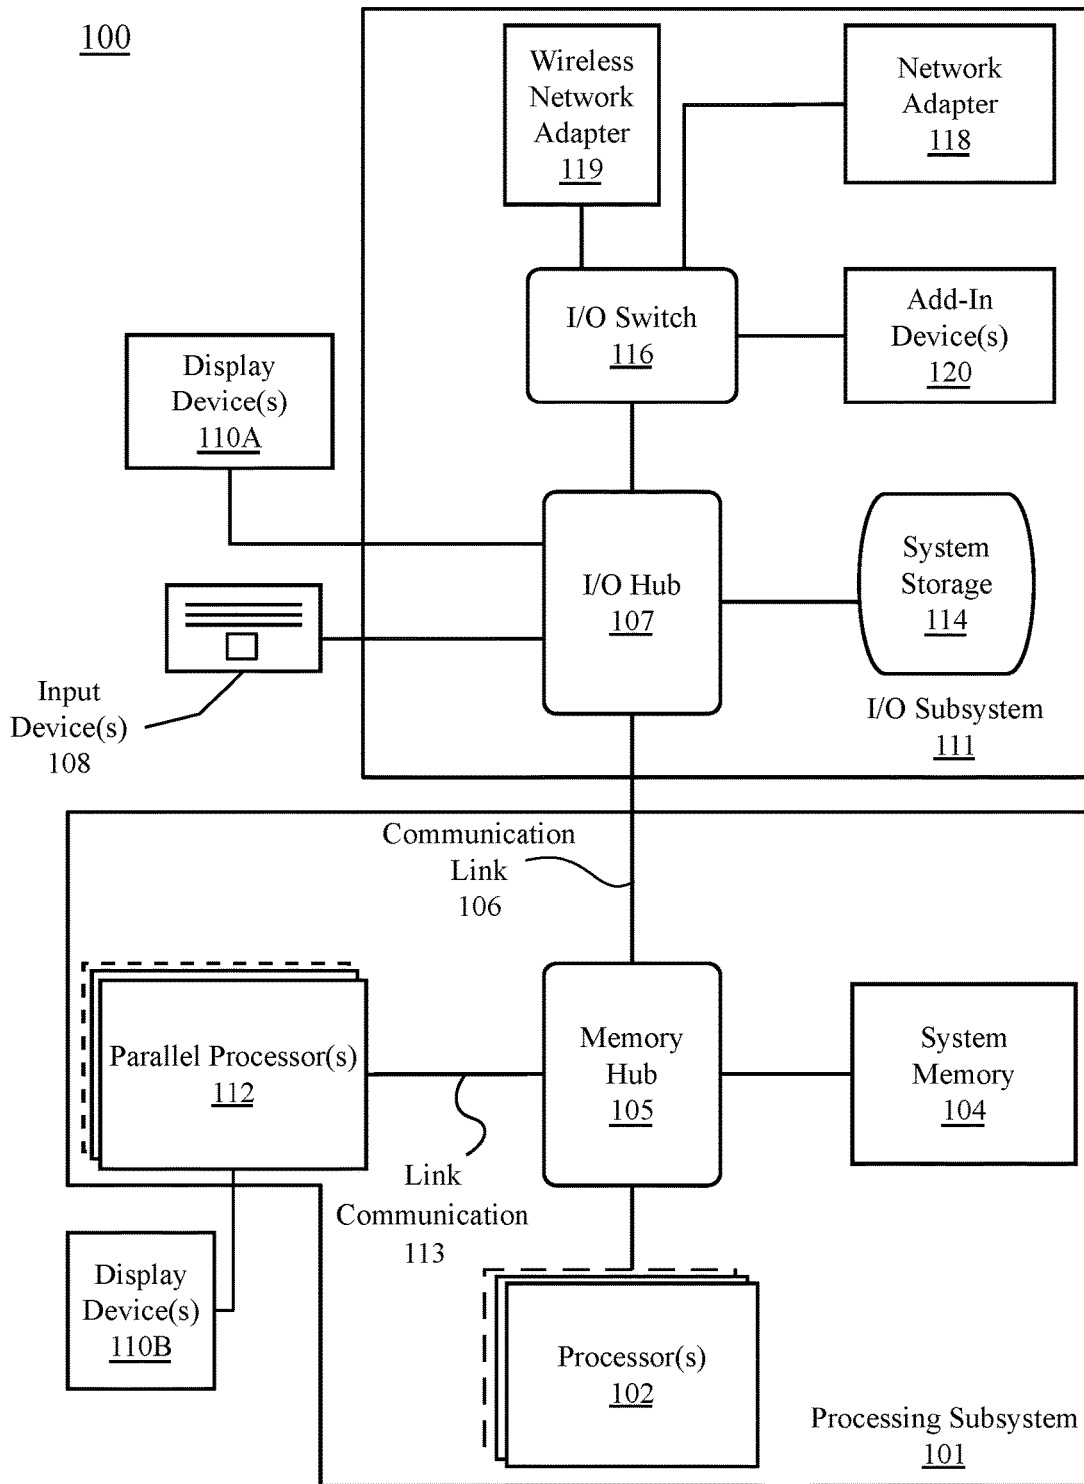 100
Wireless
Network
Adapter
119
Network
Adapter
118
I/O Switch
116
Add-In
Device(s)
120
Display
Device(s)
110A
I/O Hub
107
System
Storage
114
Input
Device(s)
108
I/O Subsystem
111
Communication
Link
106
Parallel Processor(s)
112
Memory
Hub
105
System
Memory
104
Link
Communication
113
Display
Device(s)
110B
Processor(s)
102
Processing Subsystem
101